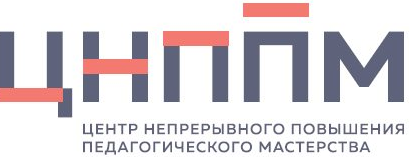 ЦНППМ
ЦЕНТР НЕПРЕРЫВНОГО ПОВЫШЕНИЯ
ПЕДАГОГИЧЕСКОГО МАСТЕРСТВА